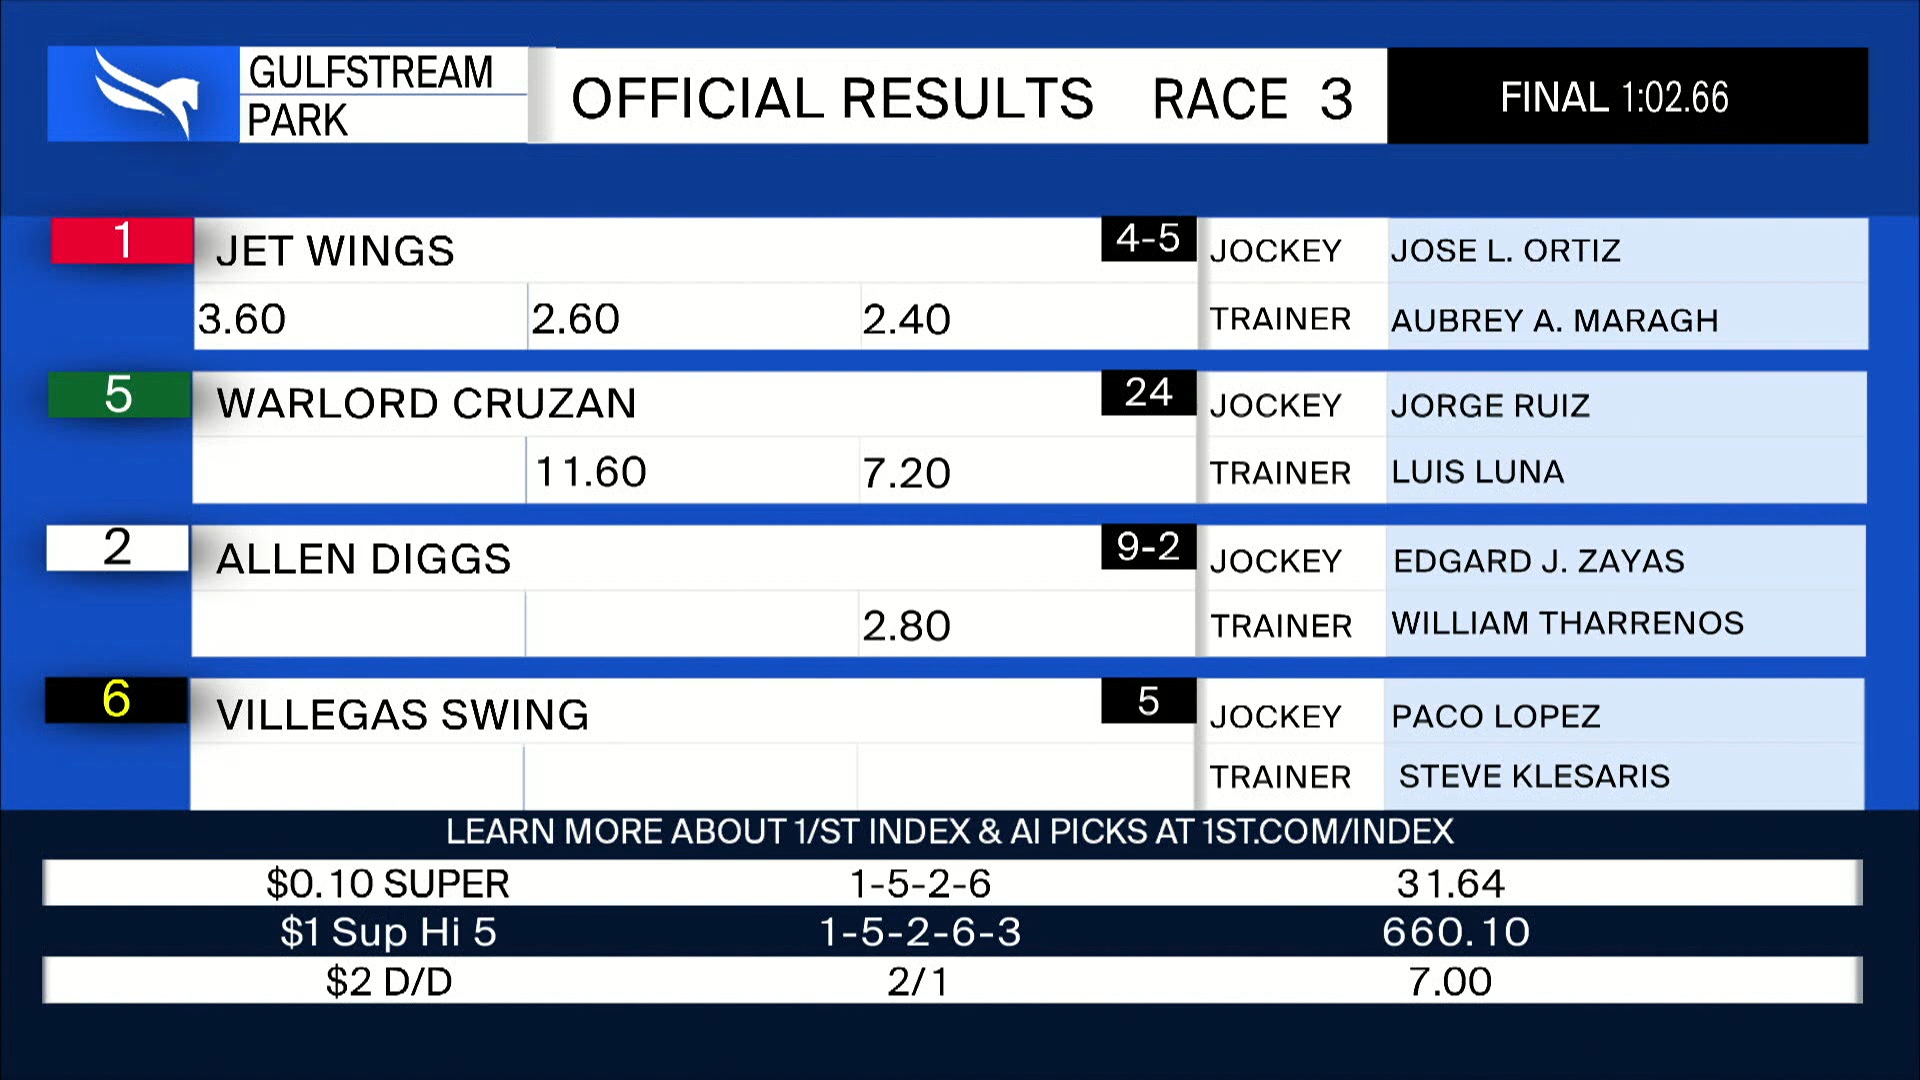 GULFSTREAM
PARK
OFFICIAL RESULTS RACE 3
FINAL 1:02.66
1 JET WINGS 4-5 JOCKEY JOSE L. ORTIZ
3.60 2.60 2.40 TRAINER AUBREY A. MARAGH
5 WARLORD CRUZAN 24 JOCKEY JORGE RUIZ
11.60 7.20 TRAINER LUIS LUNA
2 ALLEN DIGGS 9-2 JOCKEY EDGARD J. ZAYAS
2.80 TRAINER WILLIAM THARRENOS
6 VILLEGAS SWING 5 JOCKEY PACO LOPEZ
TRAINER STEVE KLESARIS
LEARN MORE ABOUT 1/ST INDEX & AI PICKS AT 1ST.COM/INDEX
$0.10 SUPER 1-5-2-6 31.64
$1 Sup Hi 5 1-5-2-6-3 660.10
$2 D/D 2/1 7.00